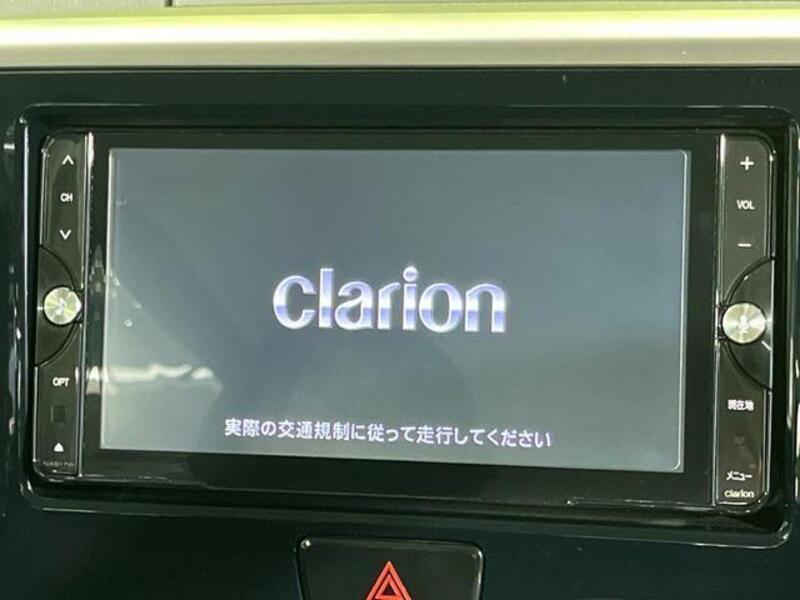 CH
OPT
clarion
実際の交通規制に従って走行してください
VOL
現在地
メニュー
clarion